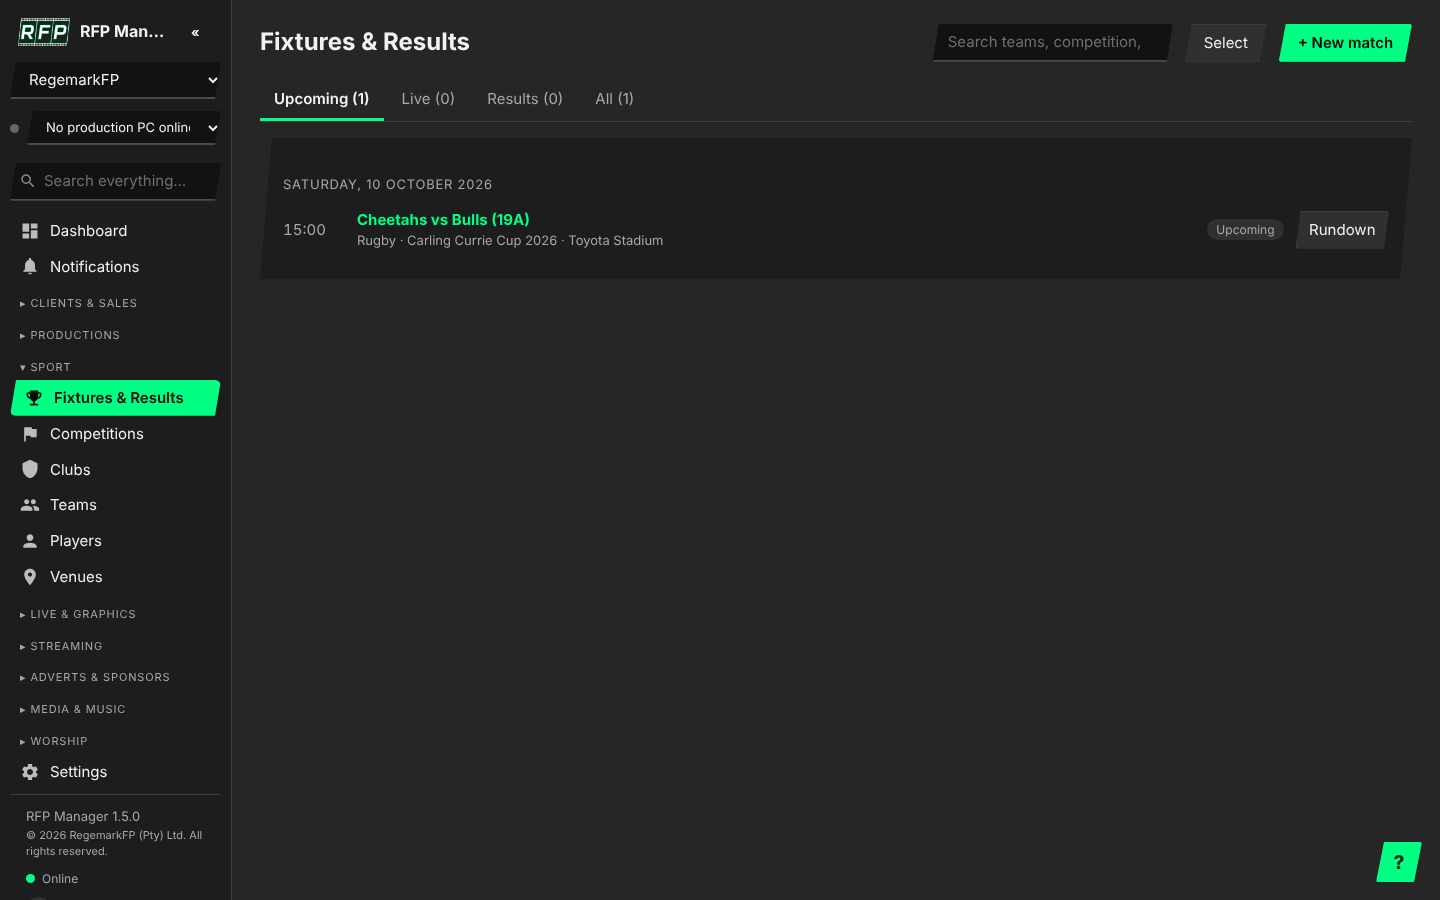 RFP
RFP Man...
«
RegemarkFP
No production PC online
Search everything...
Dashboard
Notifications
▸ CLIENTS & SALES
▸ PRODUCTIONS
▾ SPORT
Fixtures & Results
Competitions
Clubs
Teams
Players
Venues
▸ LIVE & GRAPHICS
▸ STREAMING
▸ ADVERTS & SPONSORS
▸ MEDIA & MUSIC
▸ WORSHIP
Settings
RFP Manager 1.5.0
© 2026 RegemarkFP (Pty) Ltd. All
rights reserved.
Online
Fixtures & Results
Search teams, competition,
Select
+ New match
Upcoming (1)
Live (0)
Results (0)
All (1)
SATURDAY, 10 OCTOBER 2026
15:00
Cheetahs vs Bulls (19A)
Rugby · Carling Currie Cup 2026 · Toyota Stadium
Upcoming
Rundown
?